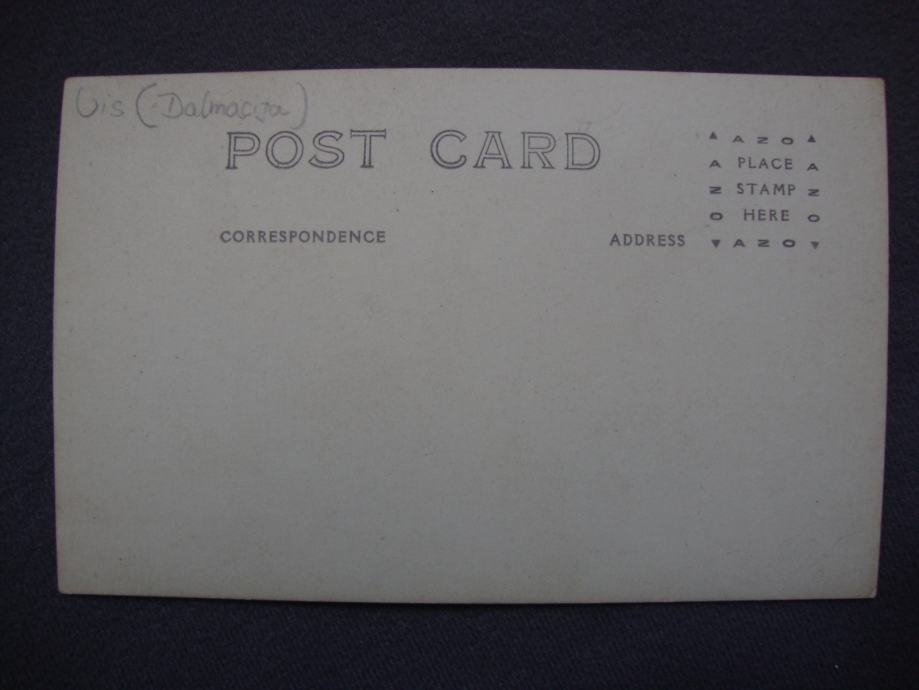 Vis (Dalmacija)
POST CARD
▲ AZO ▲
A PLACE A
Z STAMP Z
O HERE O
CORRESPONDENCE
ADDRESS
▼ AZO ▼